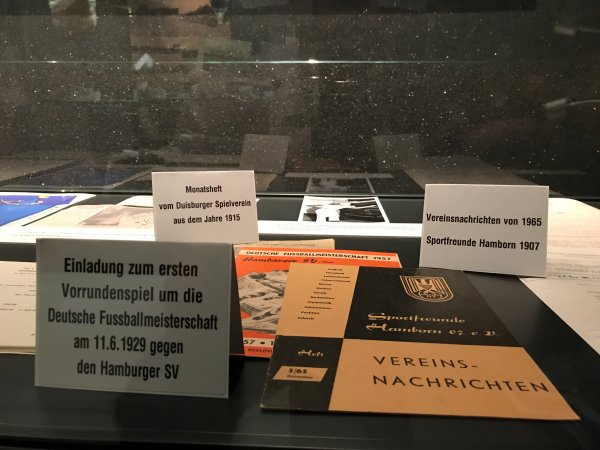 Monatsheft
vom Duisburger Spielverein
aus dem Jahre 1915
Vereinsnachrichten von 1965
Sportfreunde Hamborn 1907
Einladung zum ersten
Vorrundenspiel um die
Deutsche Fussballmeisterschaft
am 11.6.1929 gegen
den Hamburger SV
DEUTSCHE FUSSBALLMEISTERSCHAFT 1957
Hamburger SV
Sportfreunde
Hamborn 07 e. V.
Heft
5/65
VEREINS-
NACHRICHTEN